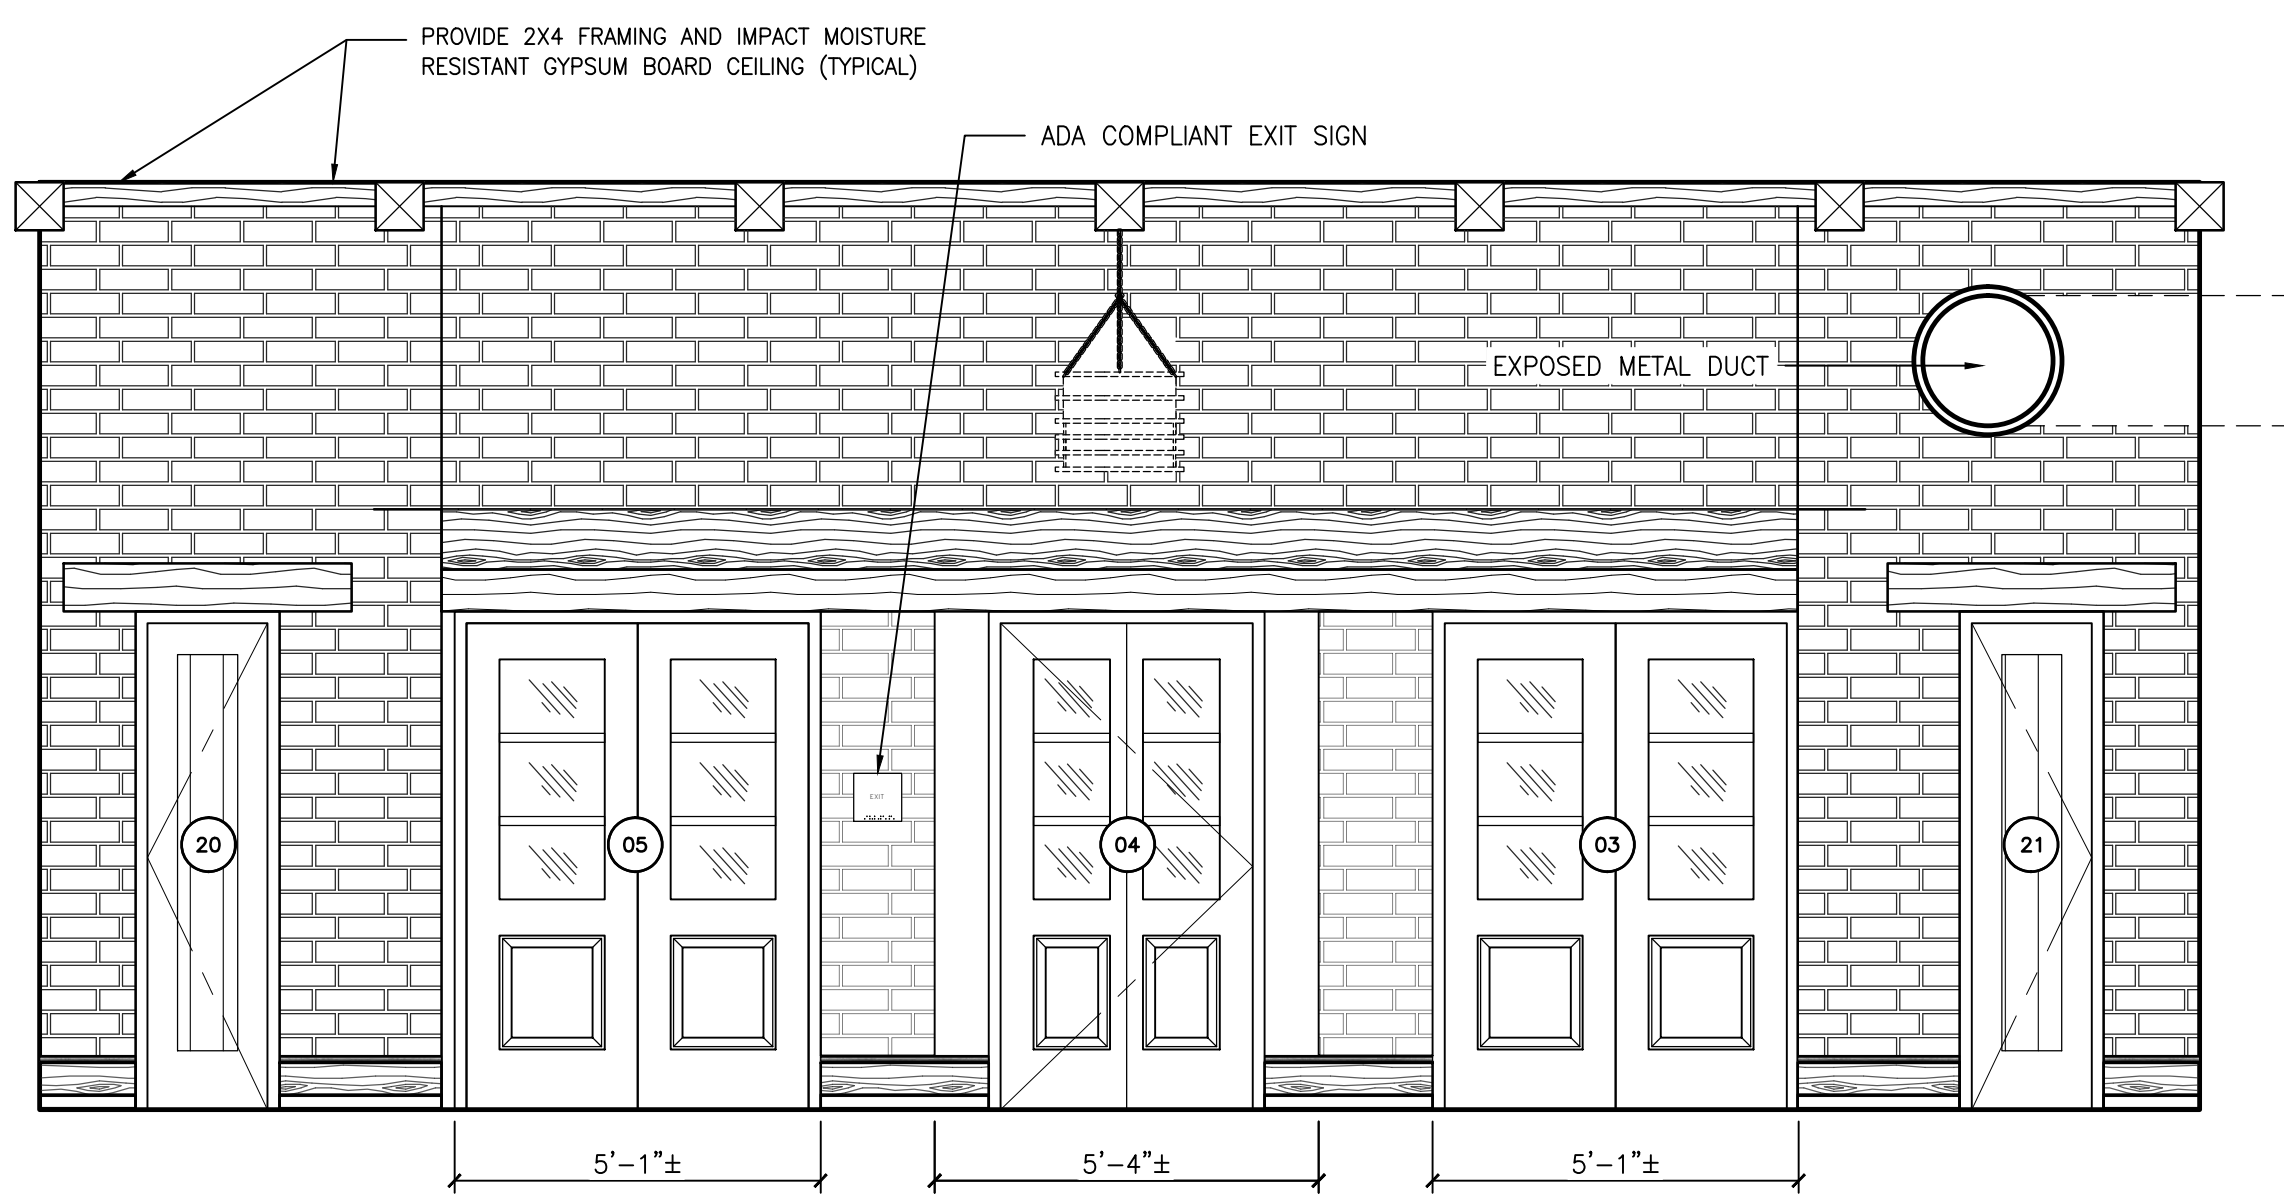 PROVIDE 2X4 FRAMING AND IMPACT MOISTURE
RESISTANT GYPSUM BOARD CEILING (TYPICAL)
ADA COMPLIANT EXIT SIGN
EXPOSED METAL DUCT
EXIT
20
05
04
03
21
5'-1"±
5'-4"±
5'-1"±